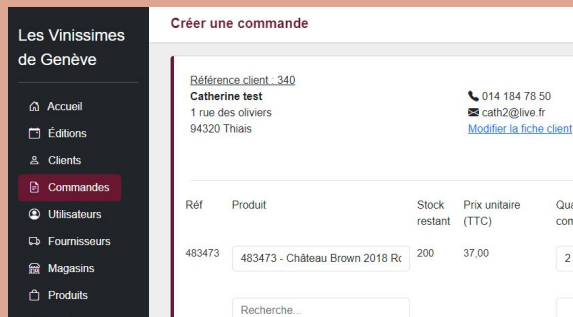 Les Vinissimes
de Genève
Accueil
Éditions
Clients
Commandes
Utilisateurs
Fournisseurs
Magasins
Produits
Créer une commande
Référence client : 340
Catherine test
1 rue des oliviers
94320 Thiais
014 184 78 50
cath2@live.fr
Modifier la fiche client
Réf Produit Stock restant Prix unitaire (TTC)
483473 483473 - Château Brown 2018 200 37,00 2
Recherche...